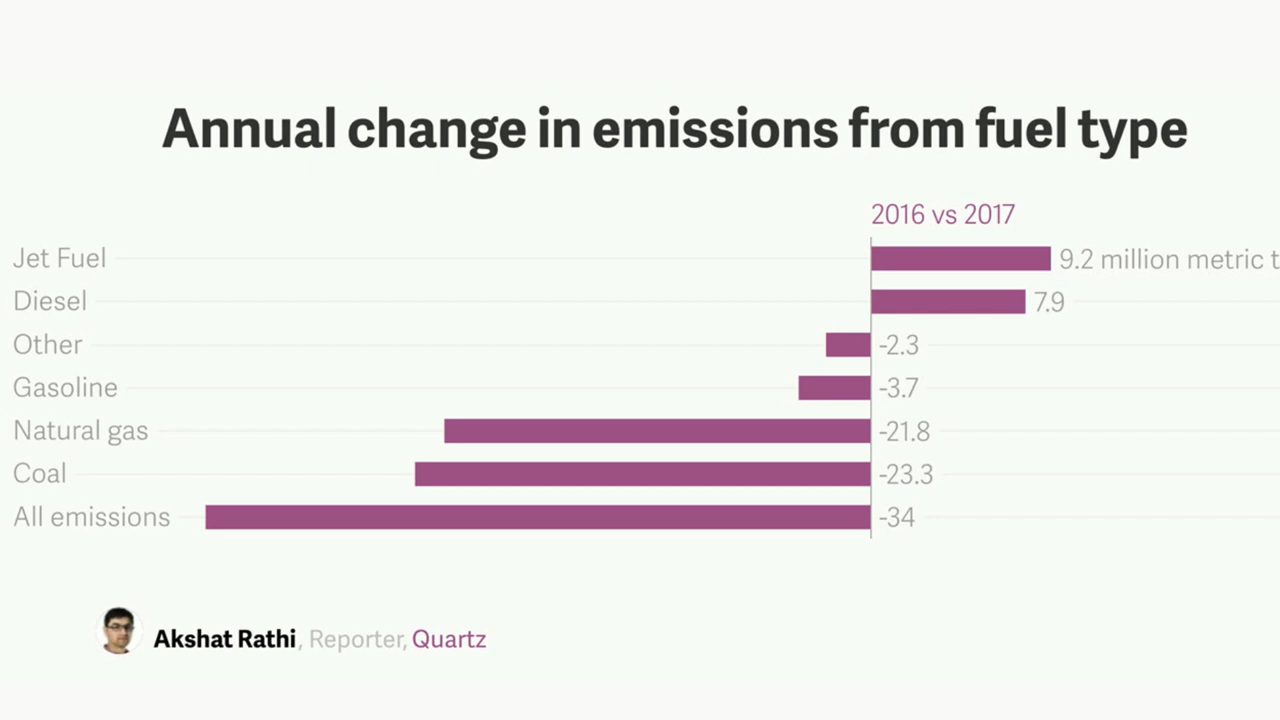 Annual change in emissions from fuel type
2016 vs 2017
Jet Fuel 9.2 million metric t
Diesel 7.9
Other -2.3
Gasoline -3.7
Natural gas -21.8
Coal -23.3
All emissions -34
Akshat Rathi, Reporter, Quartz